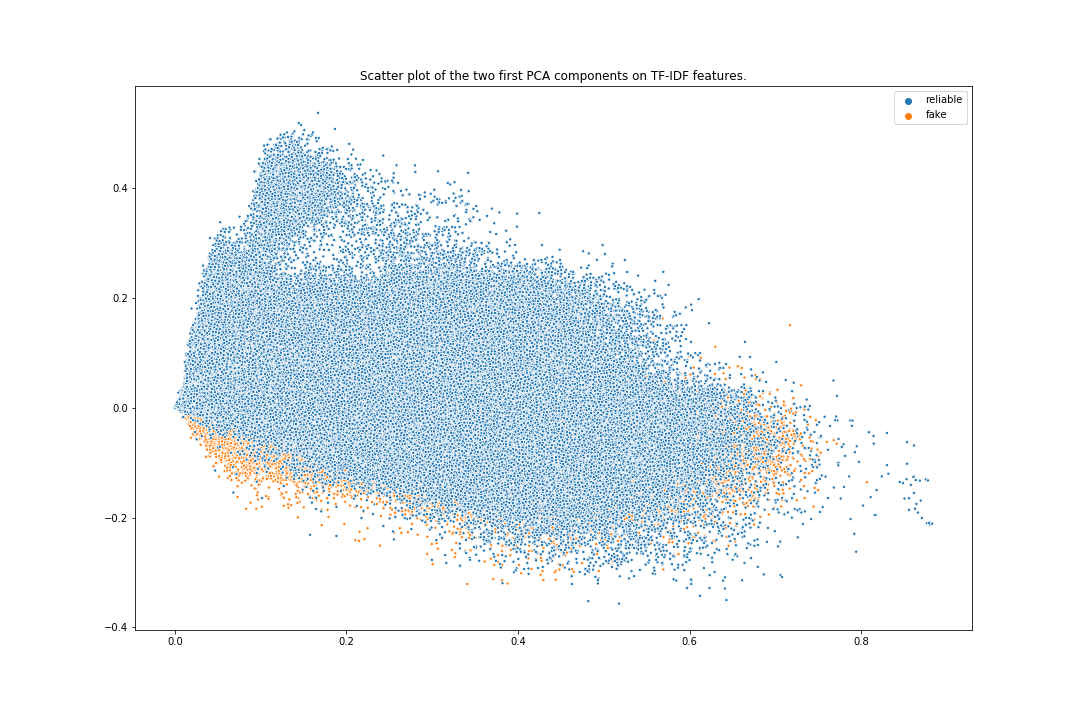 Scatter plot of the two first PCA components on TF-IDF features.
reliable
fake
0.4
0.2
0.0
−0.2
−0.4
0.0 0.2 0.4 0.6 0.8